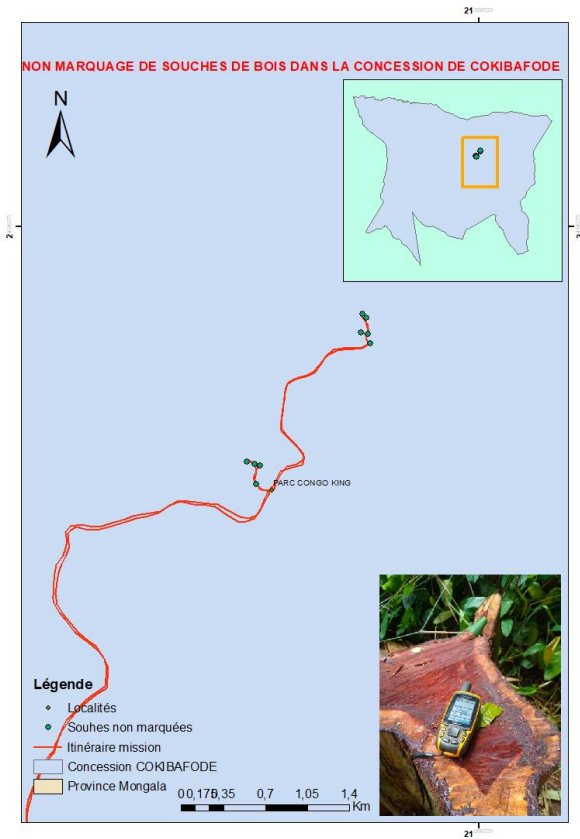 21
NON MARQUAGE DE SOUCHES DE BOIS DANS LA CONCESSION DE COKIBAFODE
N
2
2
PARC CONGO KING
Légende
Localités
Souhes non marquées
Itinéraire mission
Concession COKIBAFODE
Province Mongala
0 0,175 0,35 0,7 1,05 1,4
Km
21